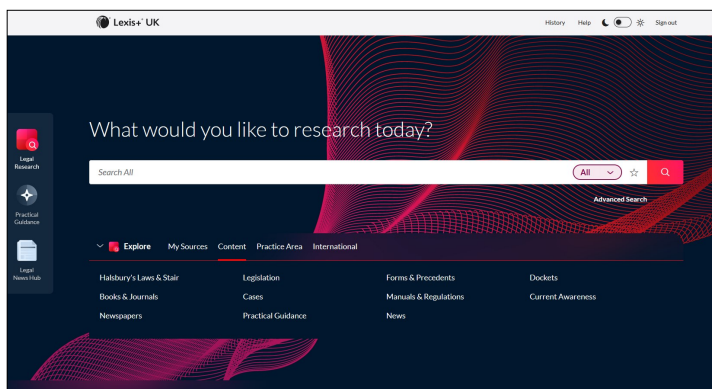 Lexis+® UK
History Help Sign out
What would you like to research today?
Legal
Research
Search All
All
Advanced Search
Practical
Guidance
Explore My Sources Content Practice Area International
Legal
News Hub
Halsbury's Laws & Stair Legislation Forms & Precedents Dockets
Books & Journals Cases Manuals & Regulations Current Awareness
Newspapers Practical Guidance News